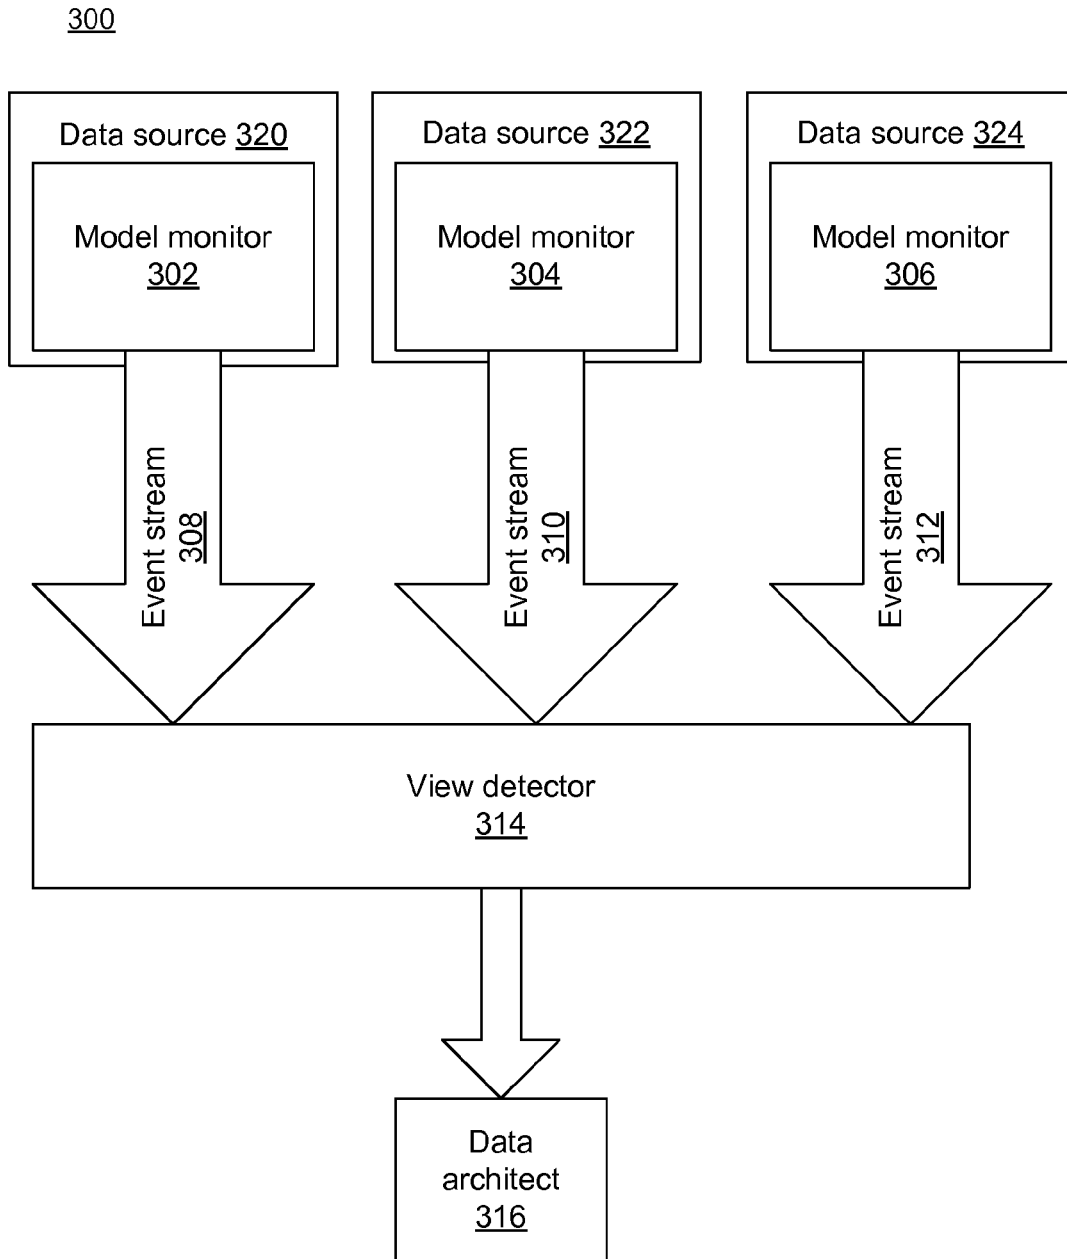 300
Data source 320
Data source 322
Data source 324
Model monitor
302
Model monitor
304
Model monitor
306
Event stream
308
Event stream
310
Event stream
312
View detector
314
Data
architect
316